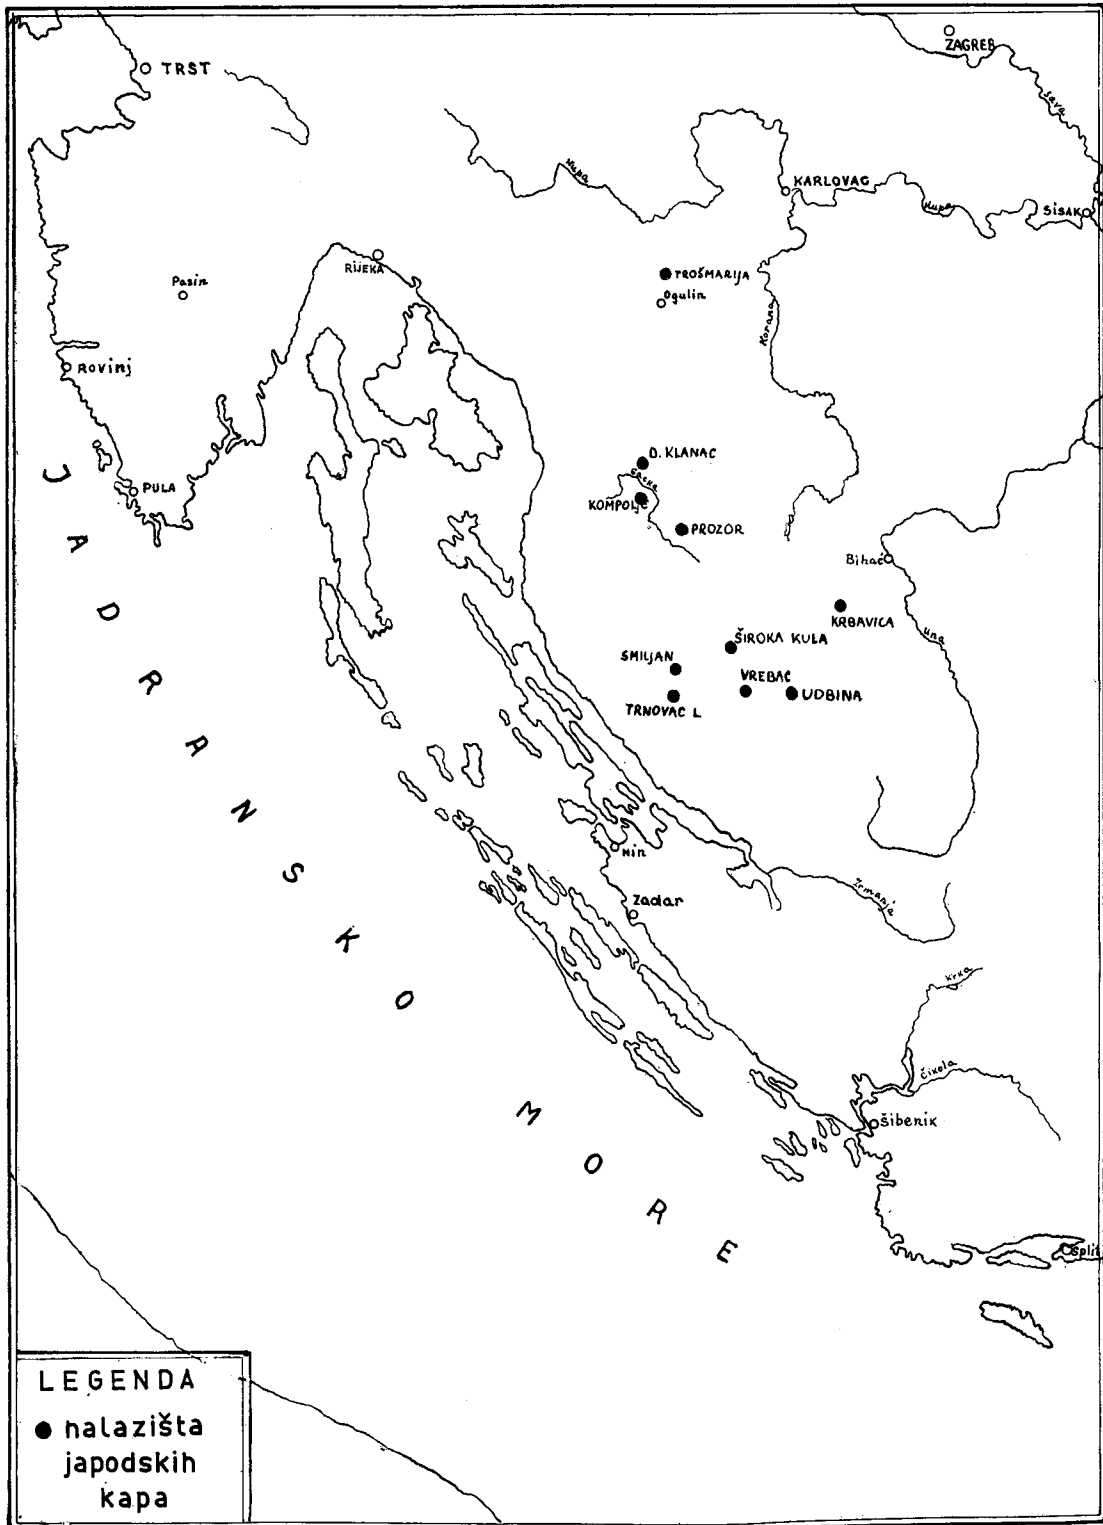 ZAGREB
TRST
Sava
Kupa
KARLOVAC
Kupa
SISAK
RIJEKA
TROŠMARIJA
Pazin
Ogulin
Korana
Rovinj
D. KLANAC
Gacka
PULA
KOMPOLJE
PROZOR
Bihać
KRBAVICA
Una
ŠIROKA KULA
SMILJAN
VREBAC
UDBINA
TRNOVAC L
Nin
Zrmanja
Zadar
Krka
Čikola
Šibenik
Split
JADRANSKO MORE
LEGENDA
nalazišta
japodskih
kapa